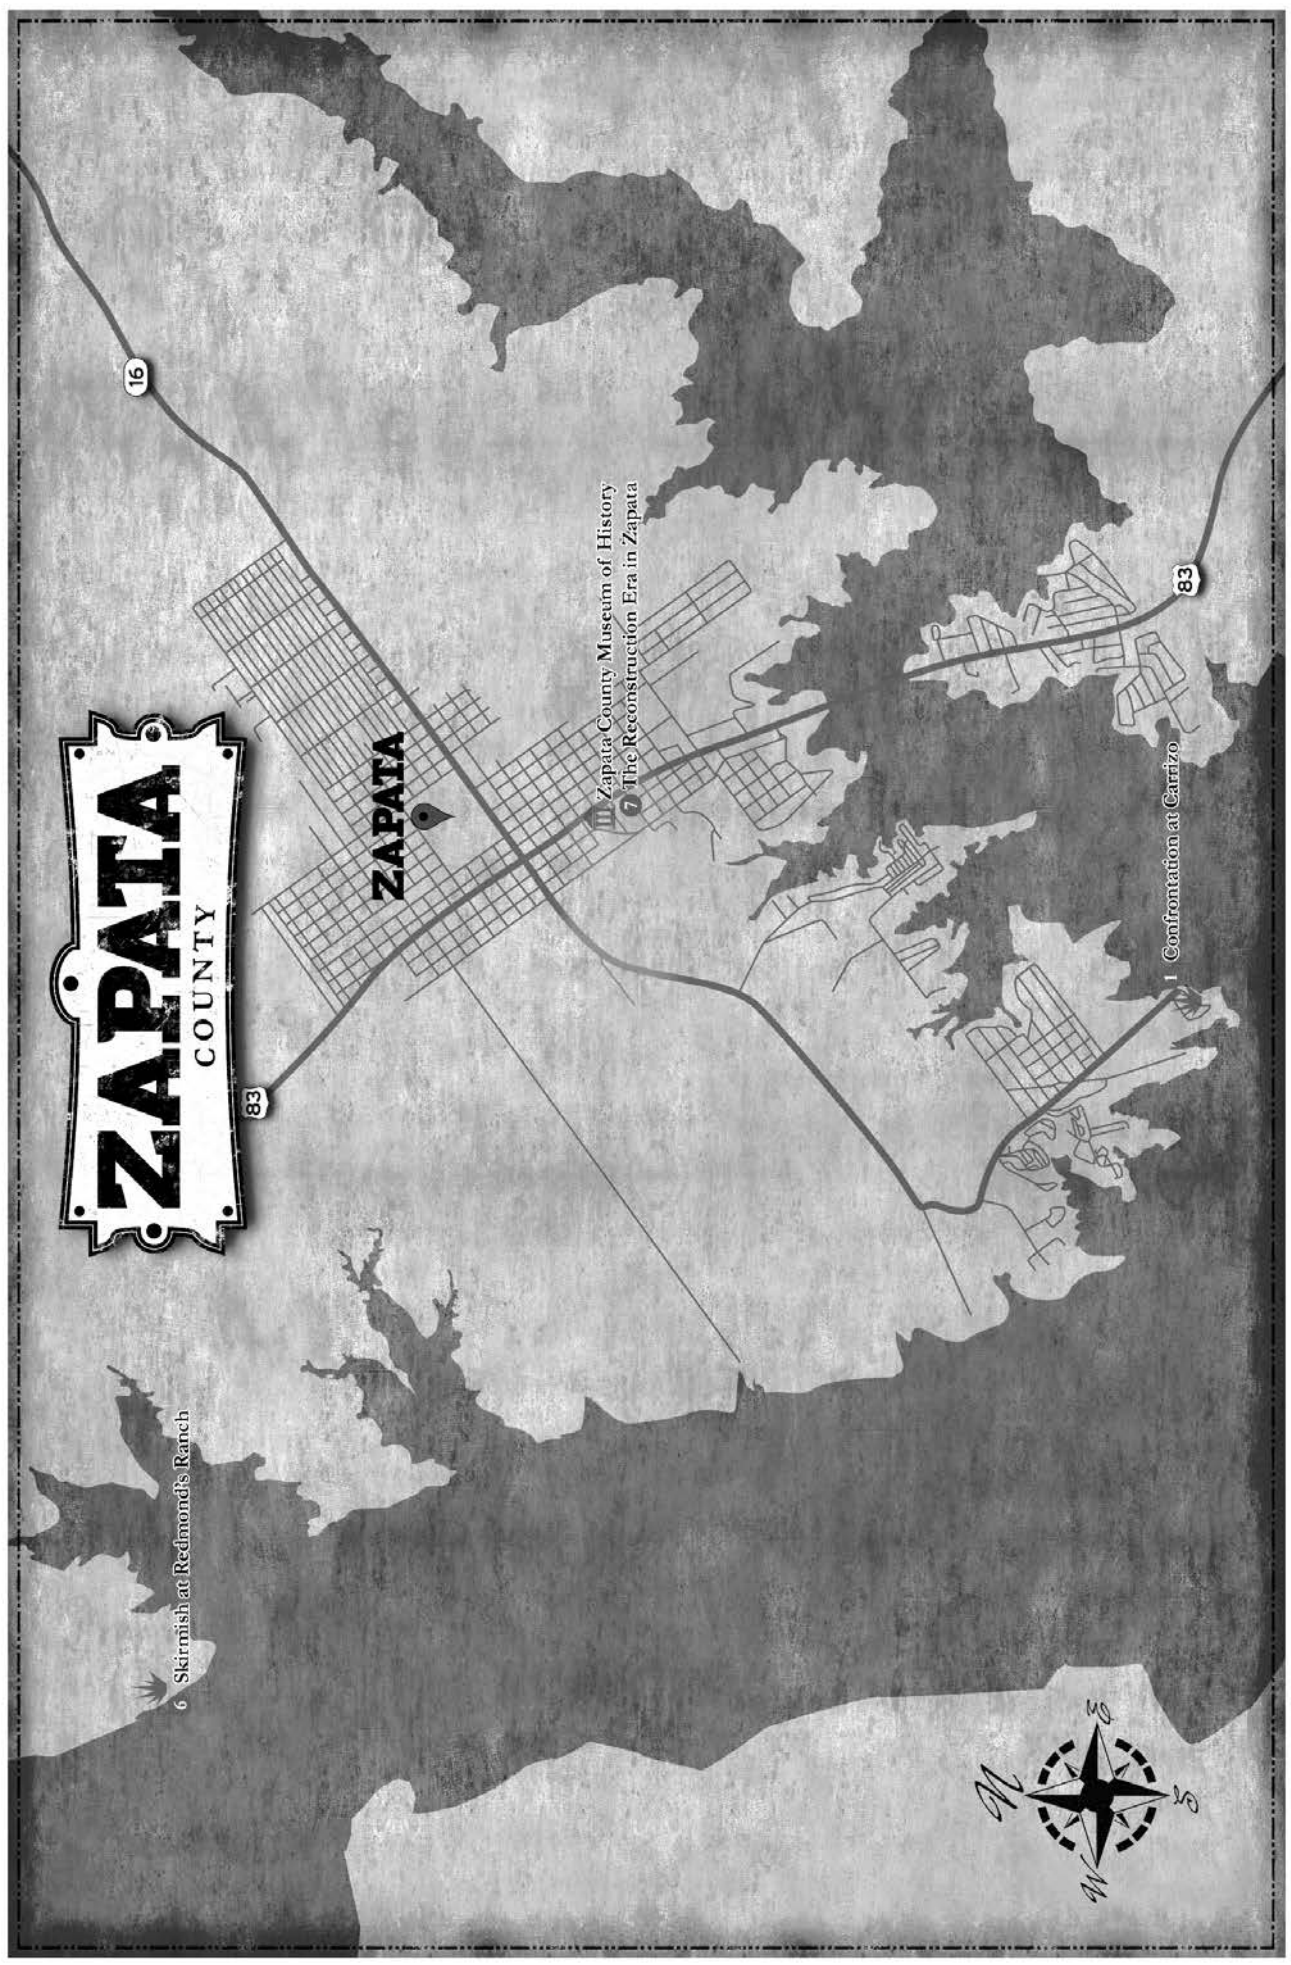 ZAPATA
COUNTY
83
16
ZAPATA
Zapata County Museum of History
7 The Reconstruction Era in Zapata
83
6 Skirmish at Redmond's Ranch
1 Confrontation at Carrizo
N
W
E
S